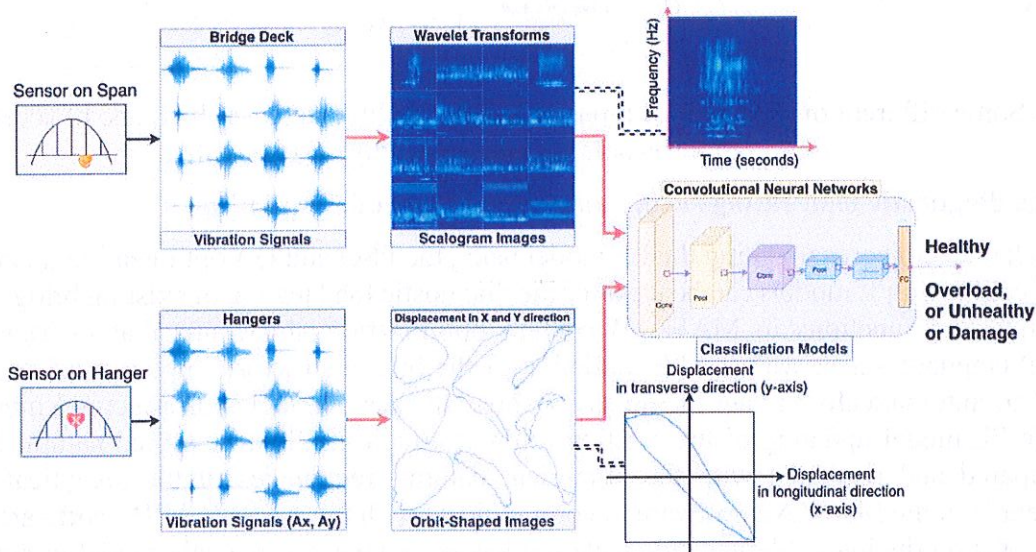 Bridge Deck
Wavelet Transforms
Frequency (Hz)
Time (seconds)
Sensor on Span
Vibration Signals
Scalogram Images
Convolutional Neural Networks
Conv
Pool
Conv
Pool
FC
Healthy
Overload,
or Unhealthy
or Damage
Classification Models
Hangers
Displacement in X and Y direction
Sensor on Hanger
Vibration Signals (Ax, Ay)
Orbit-Shaped Images
Displacement
in transverse direction (y-axis)
Displacement
in longitudinal direction
(x-axis)